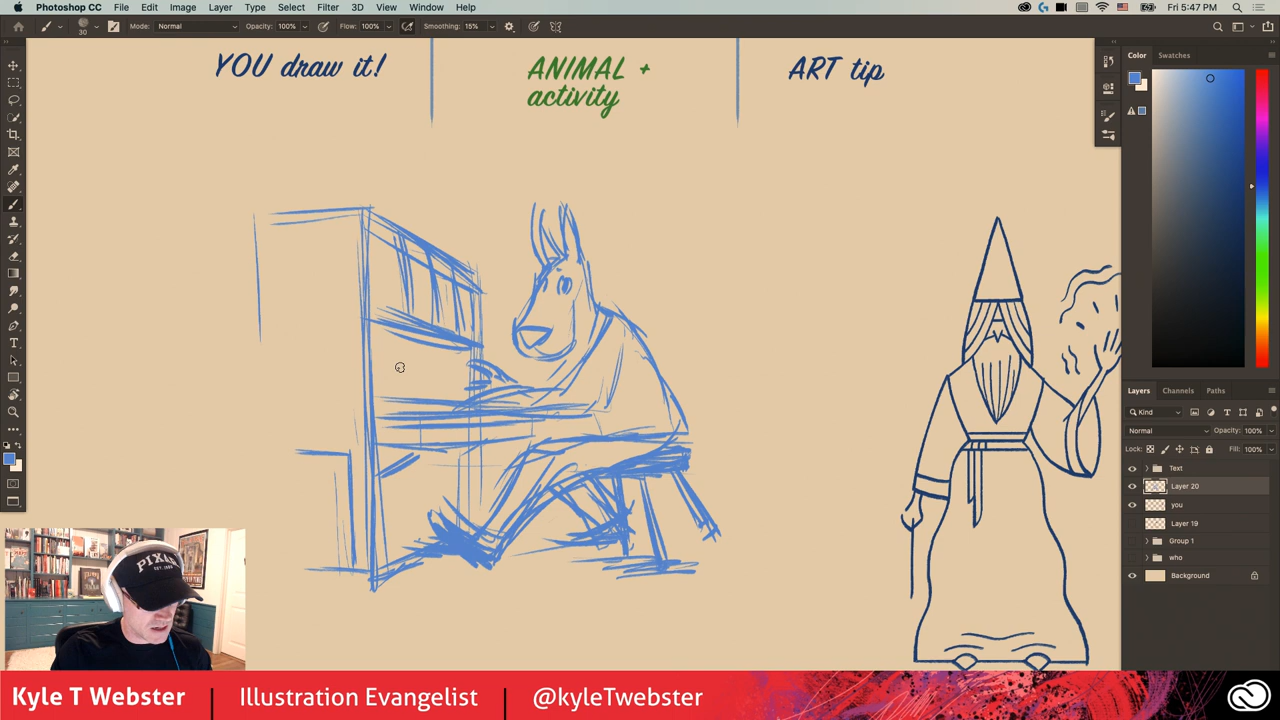 Photoshop CC File Edit Image Layer Type Select Filter 3D View Window Help Fri 5:47 PM
30 Mode: Normal Opacity: 100% Flow: 100% Smoothing: 15%
YOU draw it!
ANIMAL +
activity
ART tip
Color Swatches
Layers Channels Paths
Kind
Normal Opacity: 100%
Lock: Fill: 100%
Text
Layer 20
you
Layer 19
Group 1
who
Background
PIXAR
Kyle T Webster | Illustration Evangelist | @kyleTwebster